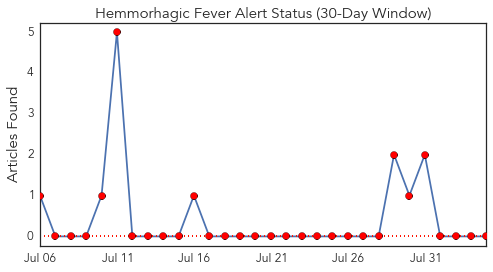 Hemmorhagic Fever Alert Status (30-Day Window)
Articles Found
5
4
3
2
1
0
Jul 06 Jul 11 Jul 16 Jul 21 Jul 26 Jul 31